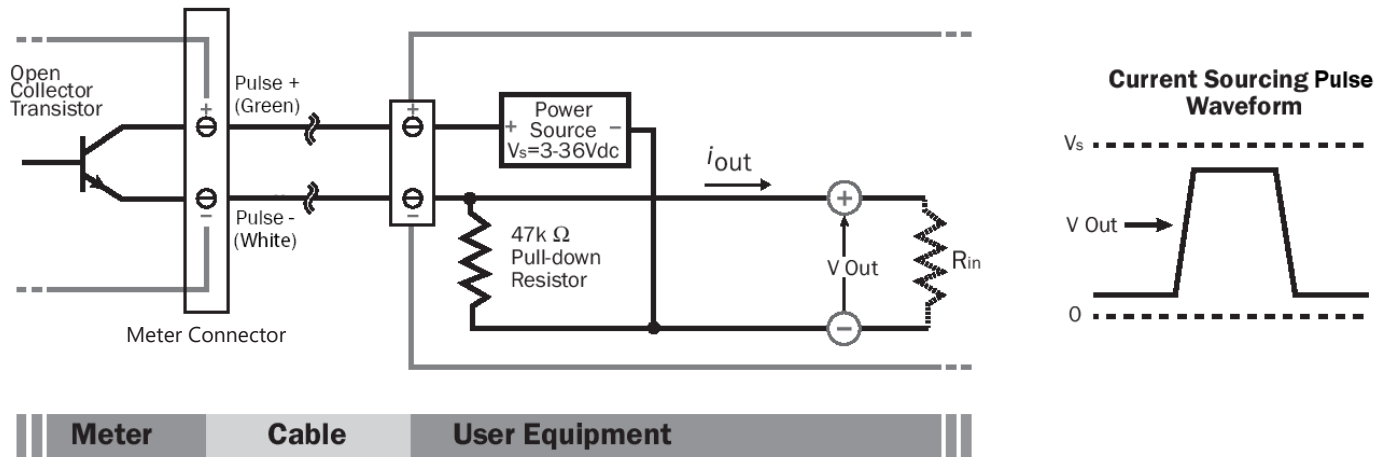 Open
Collector
Transistor
+
Pulse +
(Green)
–
Pulse -
(White)
Meter Connector
+
–
+ Power –
Source
Vs=3-36Vdc
47k Ω
Pull-down
Resistor
iout
+
V Out
–
Rin
Current Sourcing Pulse
Waveform
Vs
V Out
0
Meter
Cable
User Equipment